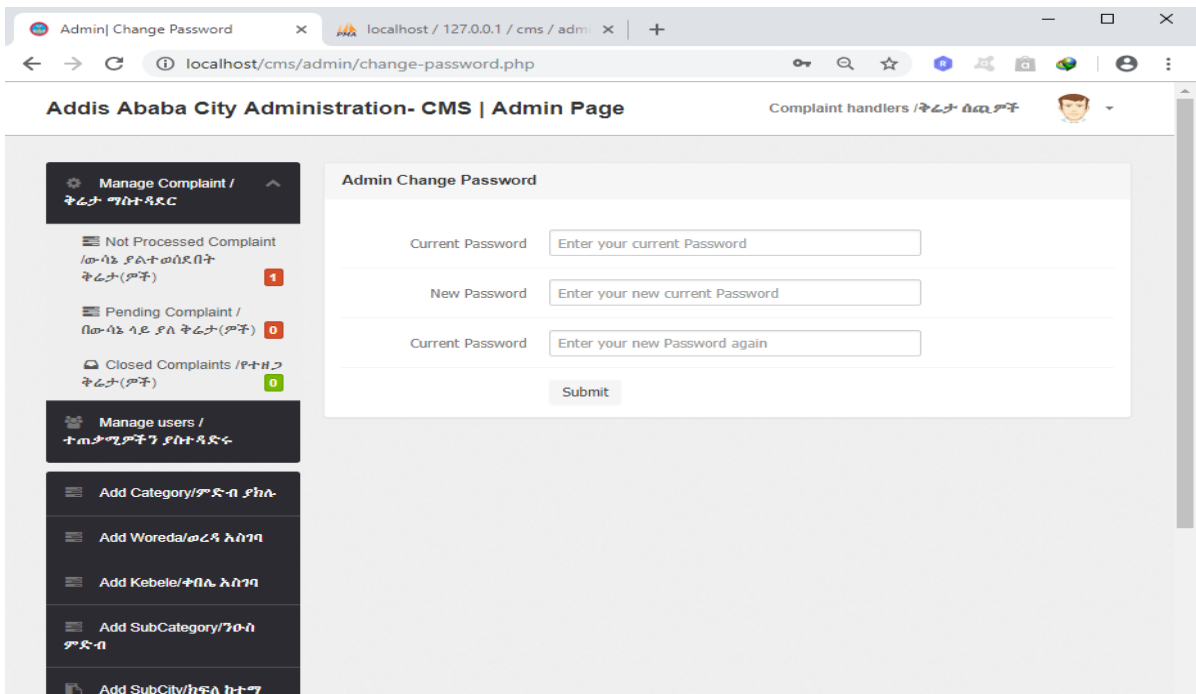 Admin| Change Password
localhost / 127.0.0.1 / cms / admi
localhost/cms/admin/change-password.php
Addis Ababa City Administration- CMS | Admin Page
Complaint handlers /ቅሬታ ሰሚዎች
Manage Complaint /
ቅሬታ ማስተዳደር
Not Processed Complaint
/ውሳኔ ያልተወሰደበት
ቅሬታ(ዎች)
1
Pending Complaint /
በውሳኔ ላይ ያለ ቅሬታ(ዎች)
0
Closed Complaints /የተዘጋ
ቅሬታ(ዎች)
0
Manage users /
ተጠቃሚዎችን ያስተዳድሩ
Add Category/ምድብ ያክሉ
Add Woreda/ወረዳ አስገባ
Add Kebele/ቀበሌ አስገባ
Add SubCategory/ንዑስ
ምድብ
Add SubCity/ክፍለ ከተማ
Admin Change Password
Current Password
Enter your current Password
New Password
Enter your new current Password
Current Password
Enter your new Password again
Submit